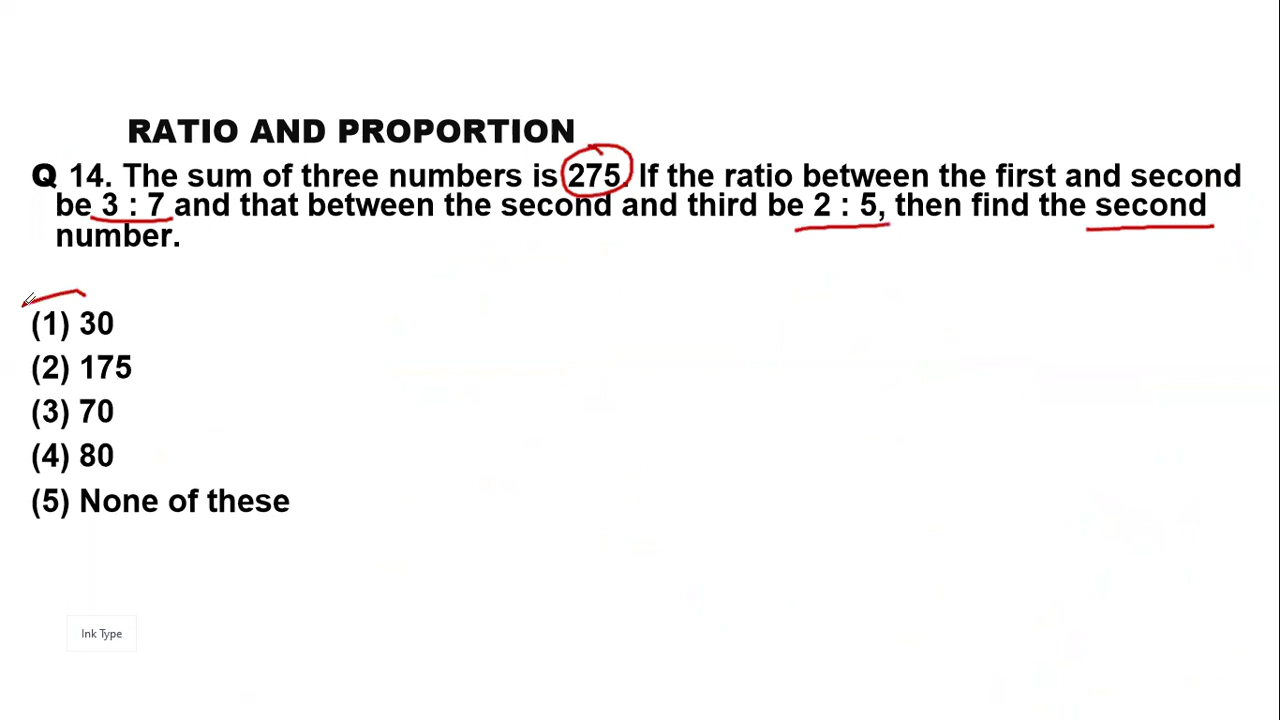 RATIO AND PROPORTION
Q 14. The sum of three numbers is 275. If the ratio between the first and second
be 3 : 7 and that between the second and third be 2 : 5, then find the second
number.
(1) 30
(2) 175
(3) 70
(4) 80
(5) None of these
Ink Type